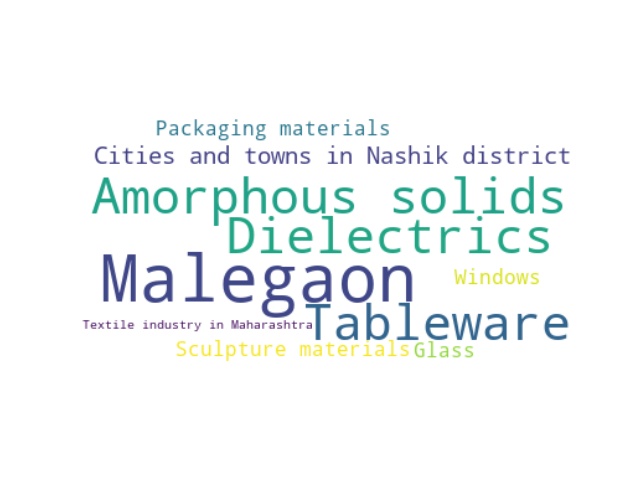 Packaging materials
Cities and towns in Nashik district
Amorphous solids
Dielectrics
Malegaon
Windows
Tableware
Textile industry in Maharashtra
Sculpture materials
Glass